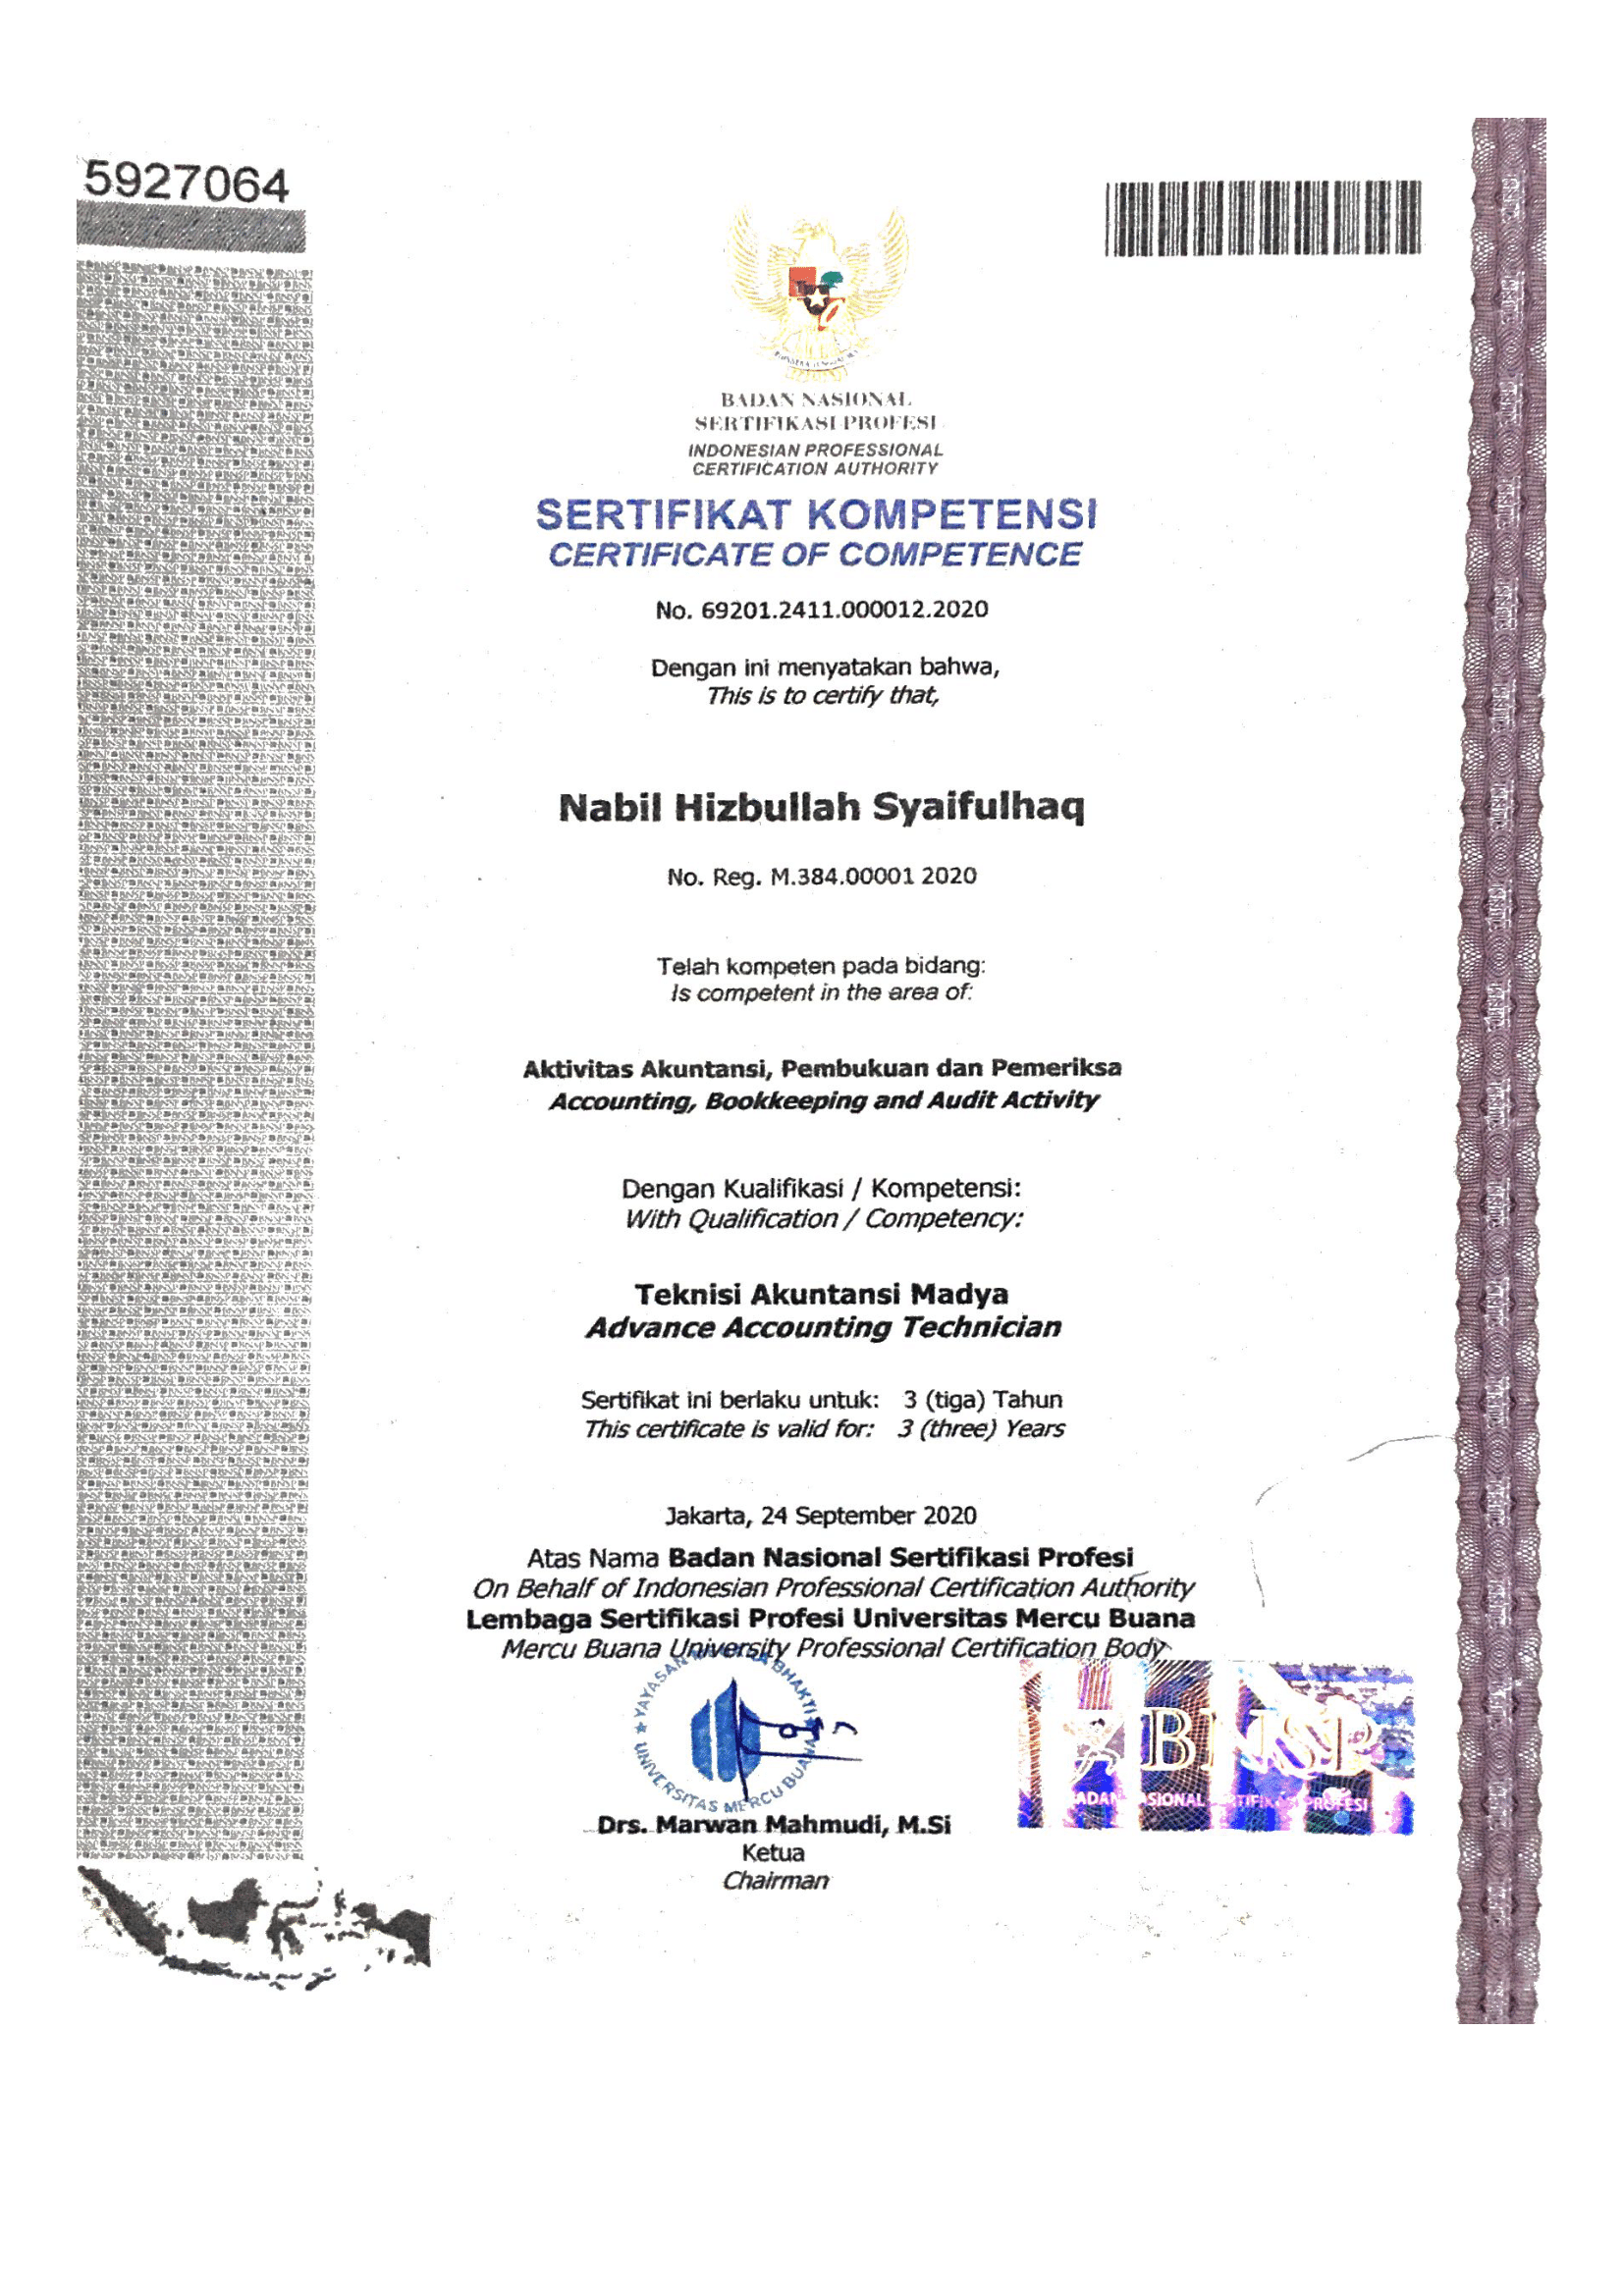 5927064
BADAN NASIONAL
SERTIFIKASI PROFESI
INDONESIAN PROFESSIONAL
CERTIFICATION AUTHORITY
SERTIFIKAT KOMPETENSI
CERTIFICATE OF COMPETENCE
No. 69201.2411.000012.2020
Dengan ini menyatakan bahwa,
This is to certify that,
Nabil Hizbullah Syaifulhaq
No. Reg. M.384.00001 2020
Telah kompeten pada bidang:
Is competent in the area of:
Aktivitas Akuntansi, Pembukuan dan Pemeriksa
Accounting, Bookkeeping and Audit Activity
Dengan Kualifikasi / Kompetensi:
With Qualification / Competency:
Teknisi Akuntansi Madya
Advance Accounting Technician
Sertifikat ini berlaku untuk: 3 (tiga) Tahun
This certificate is valid for: 3 (three) Years
Jakarta, 24 September 2020
Atas Nama Badan Nasional Sertifikasi Profesi
On Behalf of Indonesian Professional Certification Authority
Lembaga Sertifikasi Profesi Universitas Mercu Buana
Mercu Buana University Professional Certification Body
YAYASAN BHAKTI
UNIVERSITAS MERCU BUANA
BNSP
Drs. Marwan Mahmudi, M.Si
Ketua
Chairman